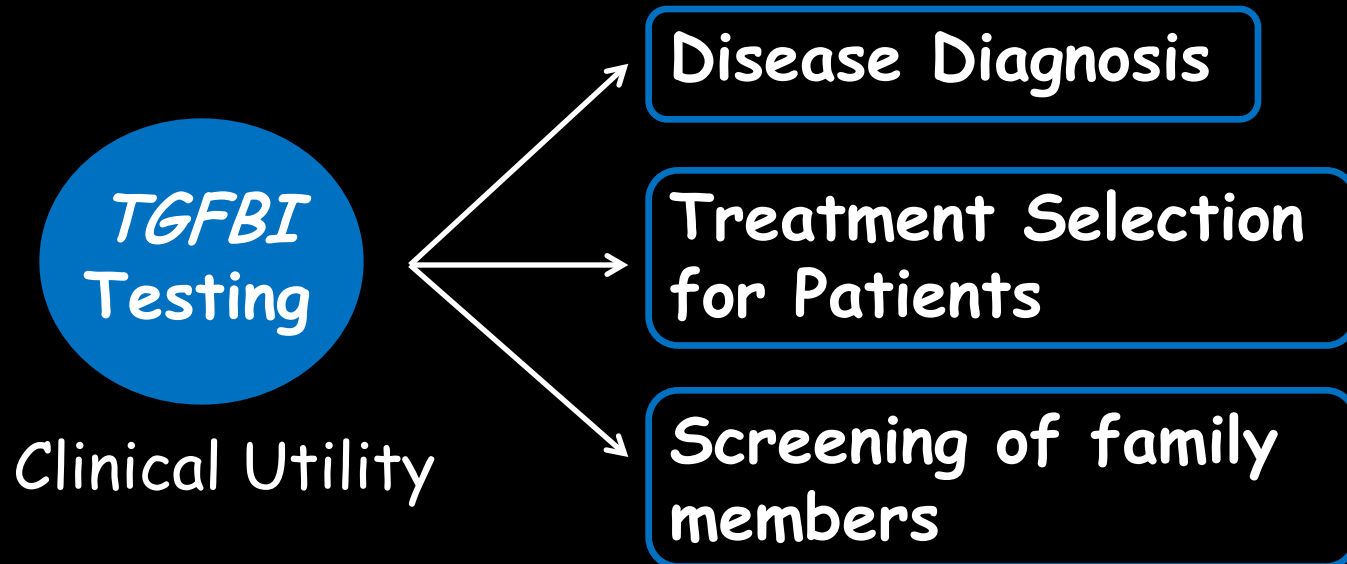 TGFBI
Testing
Clinical Utility
Disease Diagnosis
Treatment Selection
for Patients
Screening of family
members